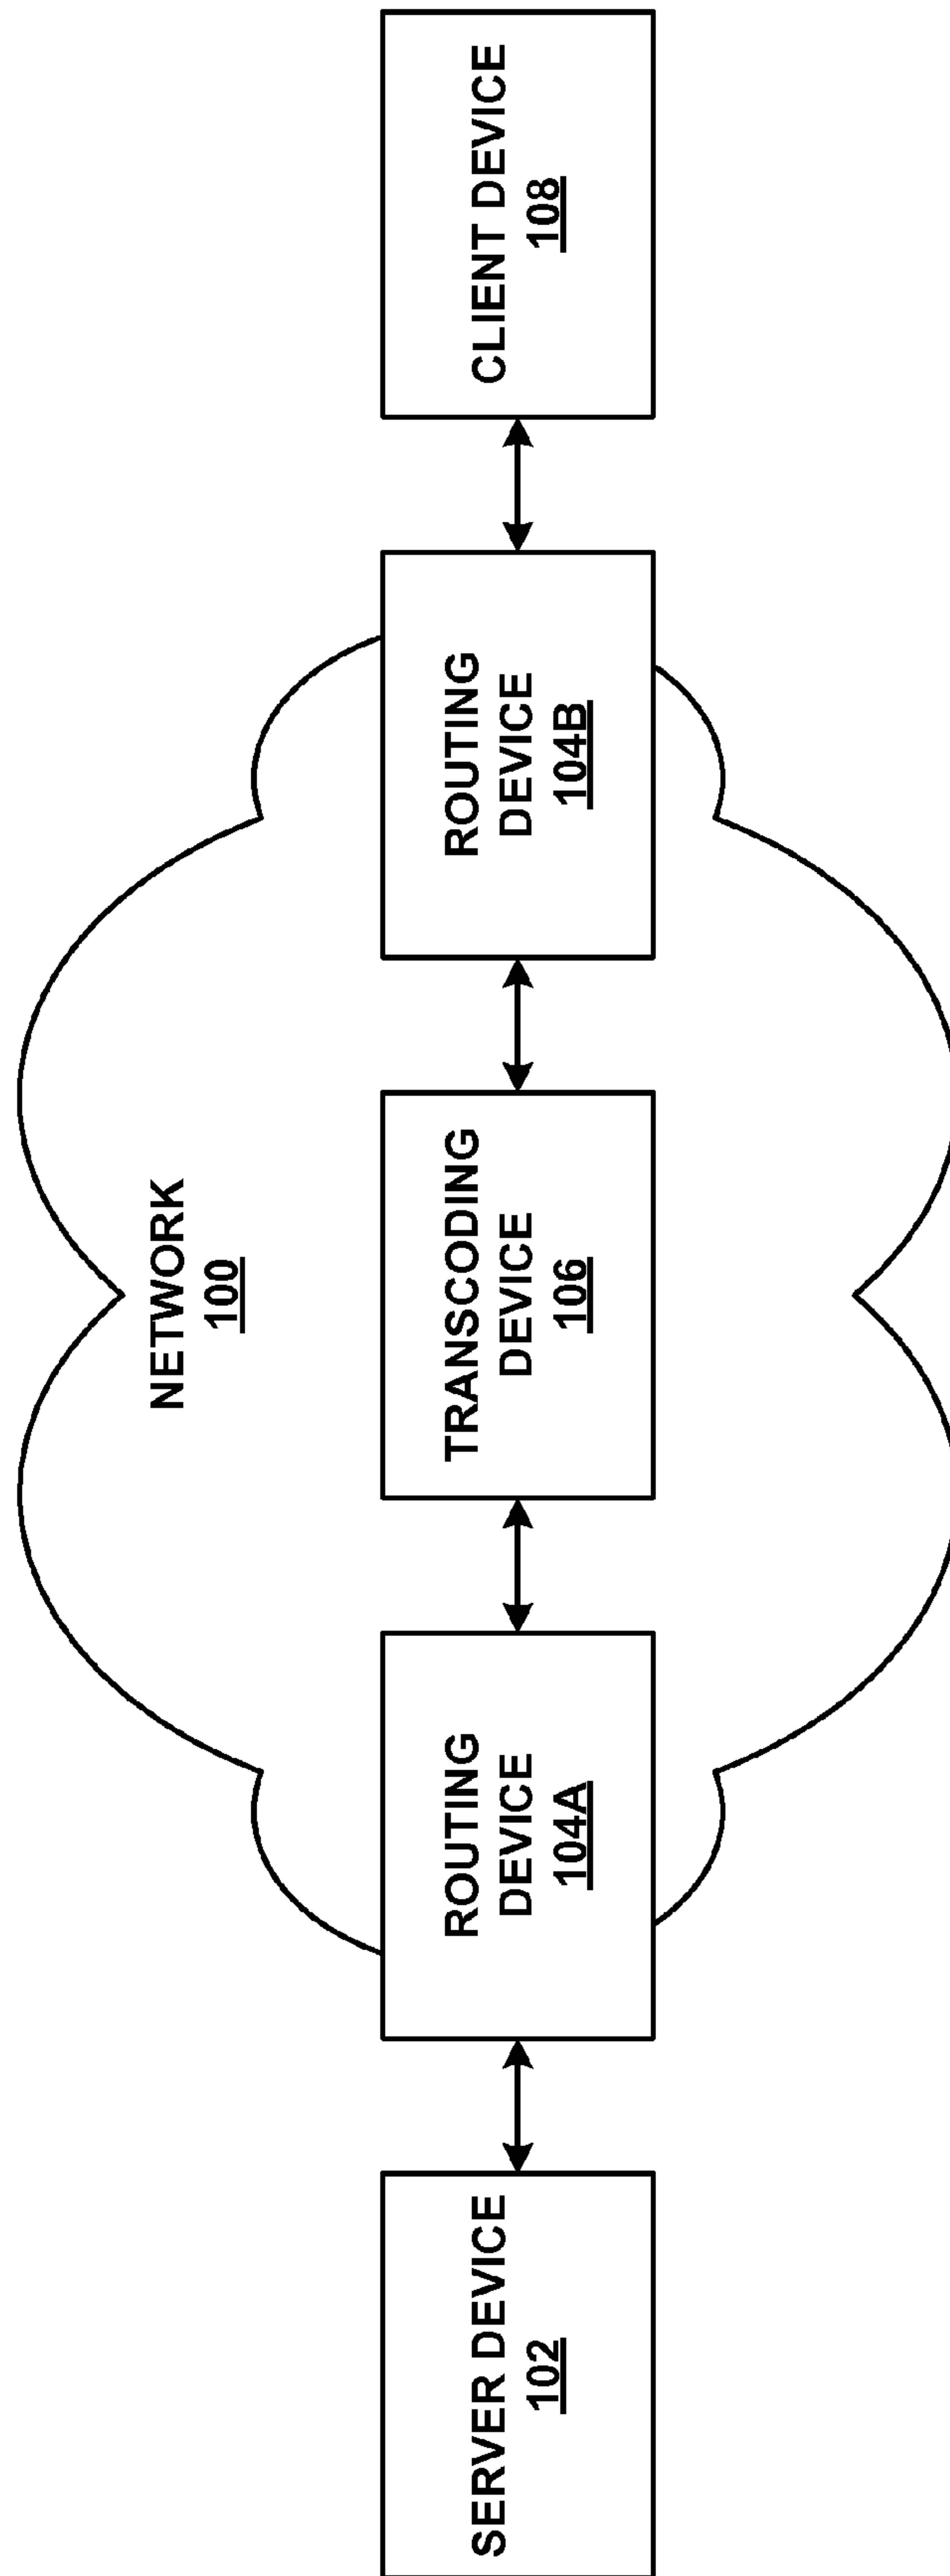 NETWORK
100
SERVER DEVICE
102
ROUTING
DEVICE
104A
TRANSCODING
DEVICE
106
ROUTING
DEVICE
104B
CLIENT DEVICE
108